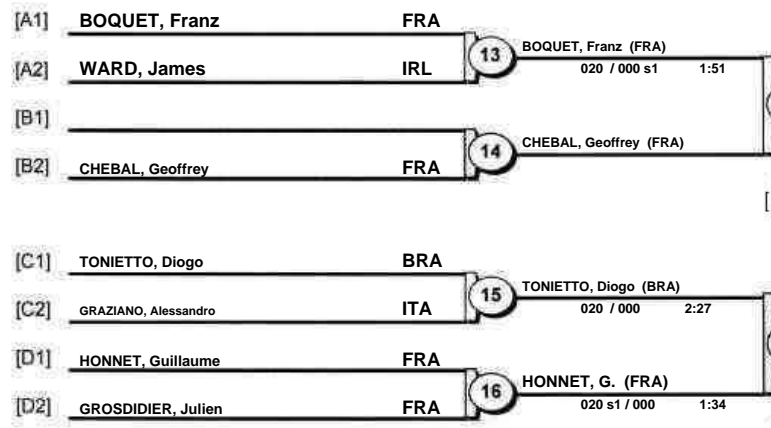 [A1] BOQUET, Franz FRA
[A2] WARD, James IRL
13
BOQUET, Franz (FRA)
020 / 000 s1 1:51
[B1]
[B2] CHEBAL, Geoffrey FRA
14
CHEBAL, Geoffrey (FRA)
[
[C1] TONIETTO, Diogo BRA
[C2] GRAZIANO, Alessandro ITA
15
TONIETTO, Diogo (BRA)
020 / 000 2:27
[D1] HONNET, Guillaume FRA
[D2] GROSDIDIER, Julien FRA
16
HONNET, G. (FRA)
020 s1 / 000 1:34